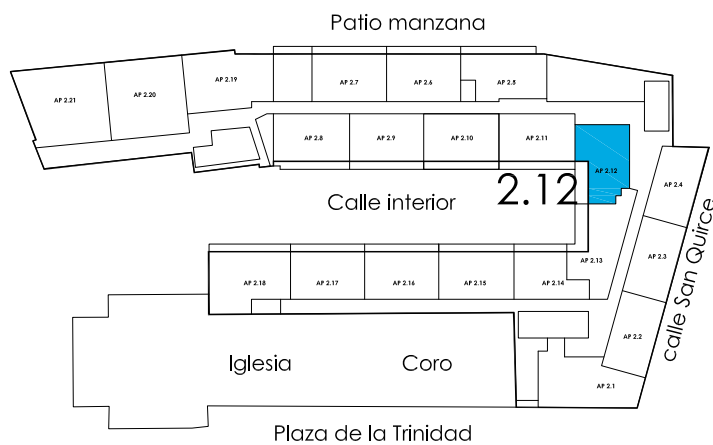 Patio manzana
AP 2.21
AP 2.20
AP 2.19
AP 2.7
AP 2.6
AP 2.5
AP 2.8
AP 2.9
AP 2.10
AP 2.11
AP 2.12
AP 2.4
2.12
Calle interior
AP 2.3
calle San Quirce
AP 2.13
AP 2.18
AP 2.17
AP 2.16
AP 2.15
AP 2.14
AP 2.2
Iglesia
Coro
AP 2.1
Plaza de la Trinidad